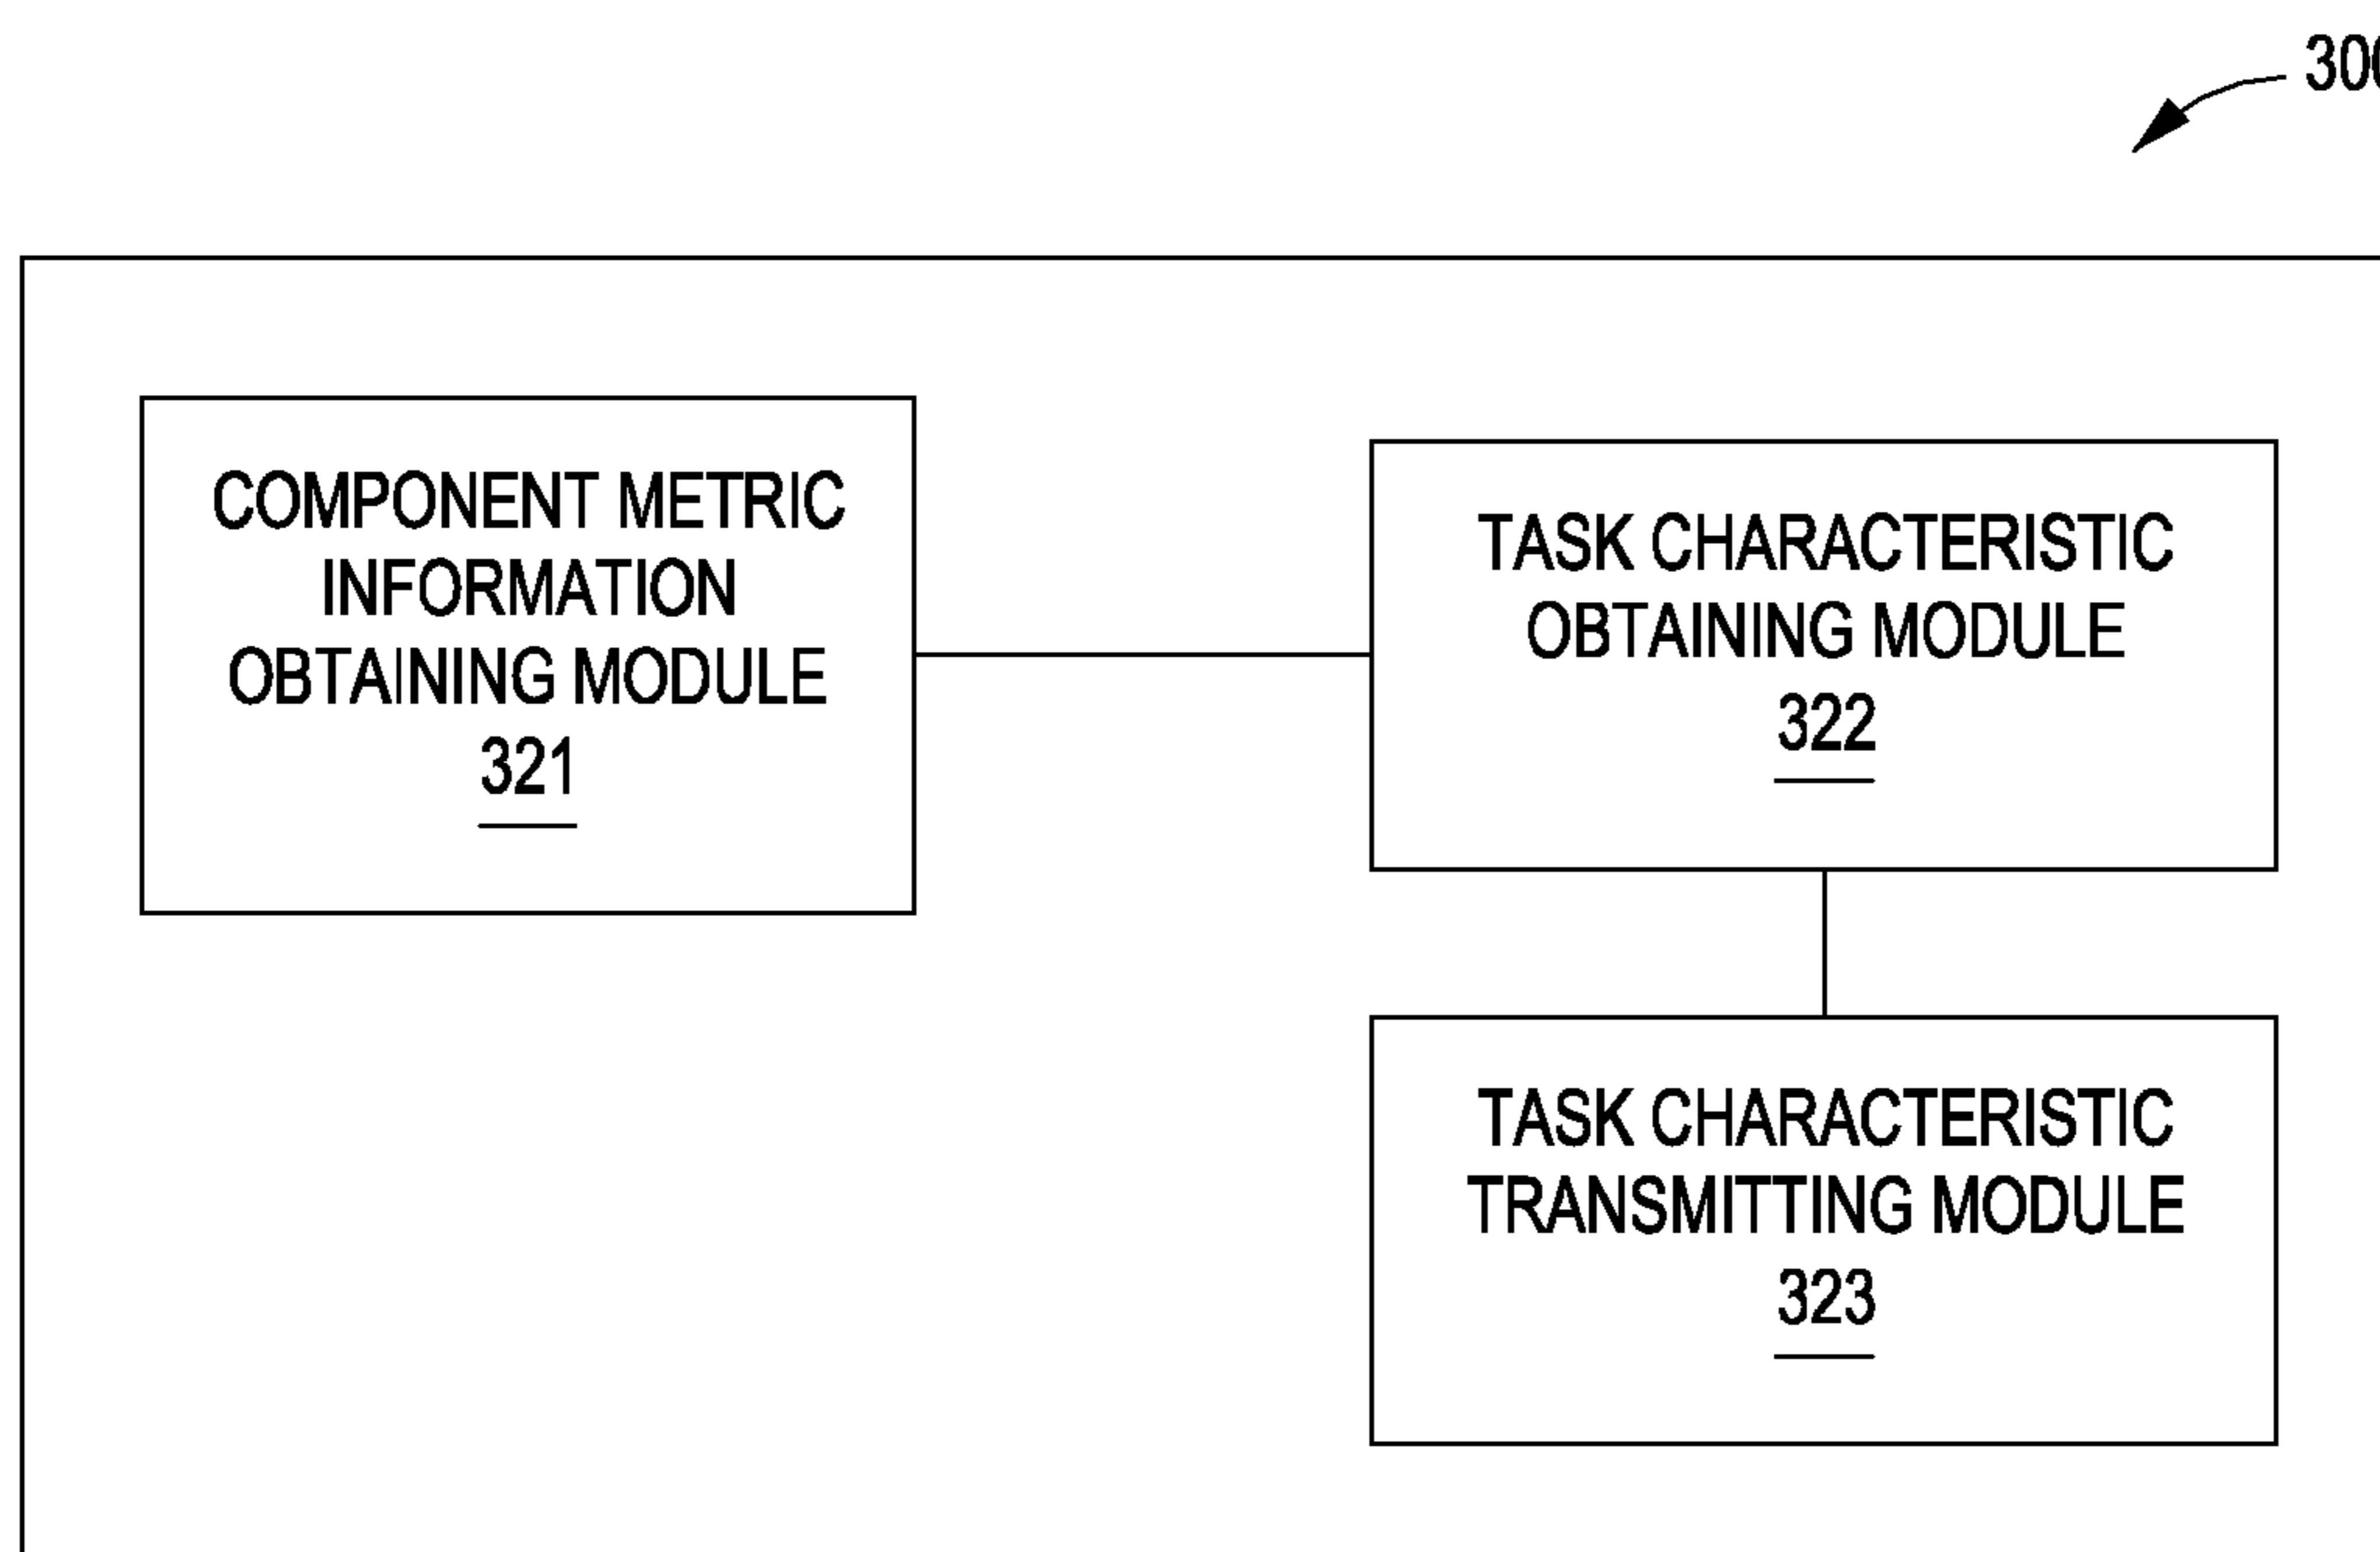 300
COMPONENT METRIC
INFORMATION
OBTAINING MODULE
321
TASK CHARACTERISTIC
OBTAINING MODULE
322
TASK CHARACTERISTIC
TRANSMITTING MODULE
323